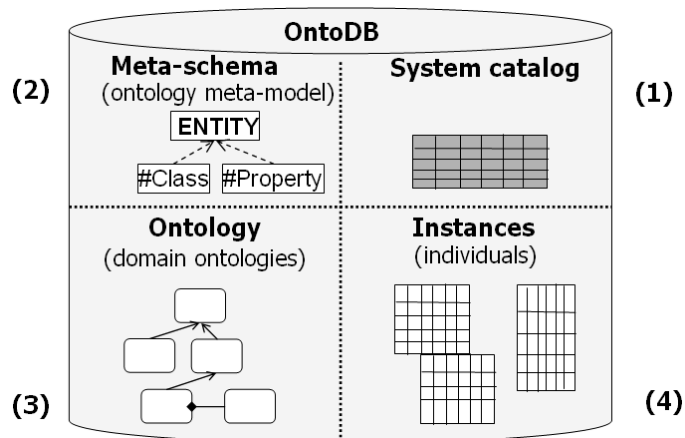 OntoDB
Meta-schema
(ontology meta-model)
(2)
ENTITY
#Class #Property
System catalog
(1)
Ontology
(domain ontologies)
(3)
Instances
(individuals)
(4)